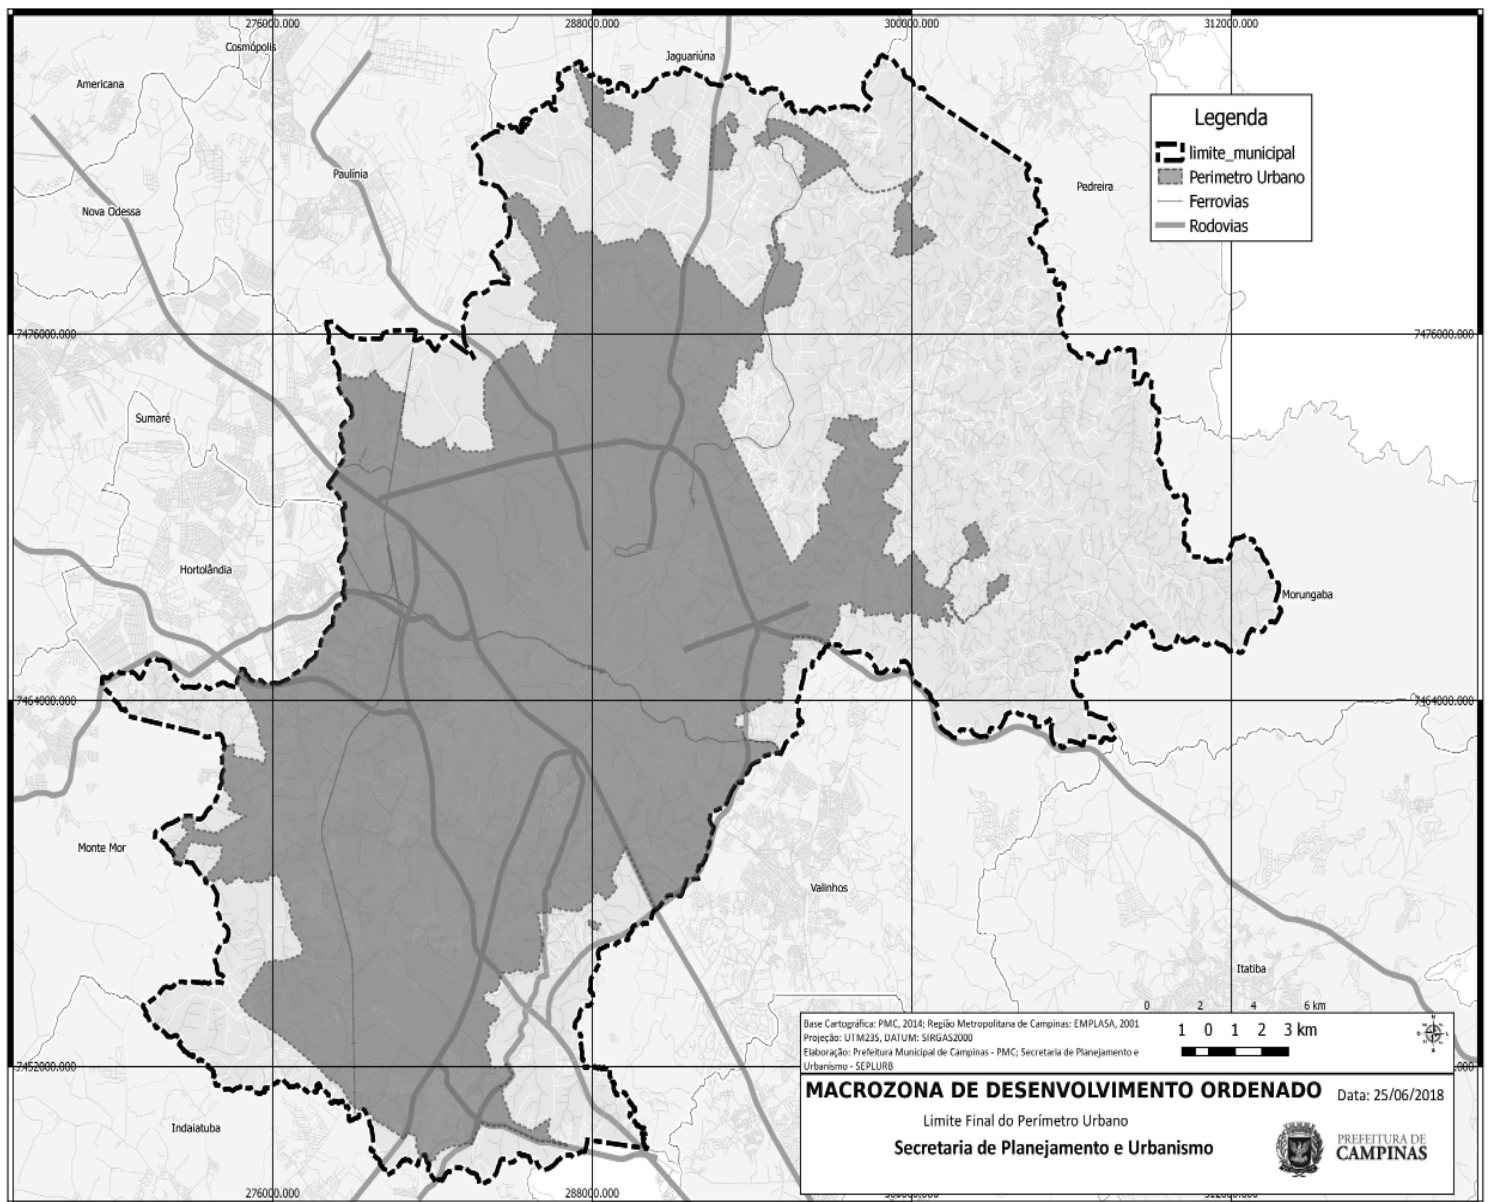 276000.000
288000.000
300000.000
312000.000
Cosmópolis
Jaguariúna
Americana
Legenda
limite_municipal
Perimetro Urbano
Ferrovias
Rodovias
Paulínia
Pedreira
Nova Odessa
7476000.000
7476000.000
Sumaré
Hortolândia
Morungaba
7464000.000
7464000.000
Monte Mor
Valinhos
Itatiba
0 2 4 6 km
Base Cartográfica: PMC, 2014; Região Metropolitana de Campinas: EMPLASA, 2001
Projeção: UTM23S, DATUM: SIRGAS2000
Elaboração: Prefeitura Municipal de Campinas - PMC; Secretaria de Planejamento e
Urbanismo - SEPLURB
1 0 1 2 3 km
7452000.000
MACROZONA DE DESENVOLVIMENTO ORDENADO
Data: 25/06/2018
Limite Final do Perímetro Urbano
Secretaria de Planejamento e Urbanismo
PREFEITURA DE
CAMPINAS
Indaiatuba
276000.000
288000.000